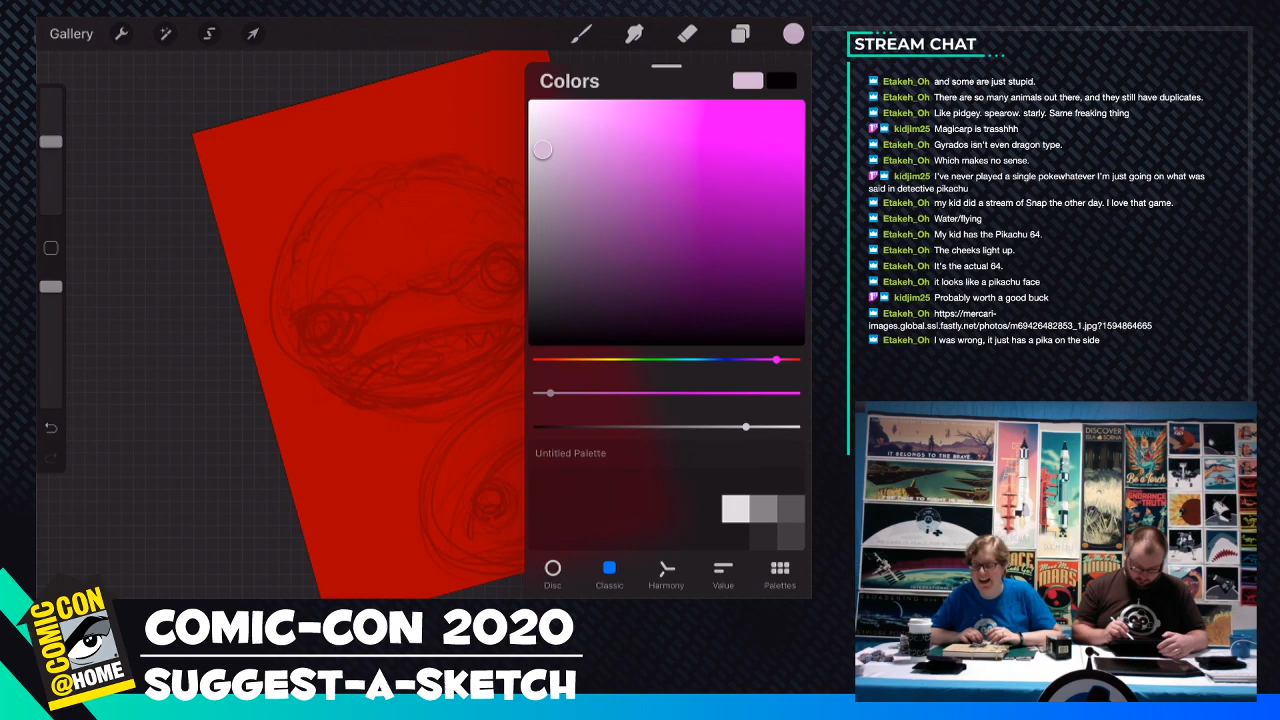 Gallery
Colors
Untitled Palette
Disc
Classic
Harmony
Value
Palettes
STREAM CHAT
Etakeh_Oh and some are just stupid.
Etakeh_Oh There are so many animals out there, and they still have duplicates.
Etakeh_Oh Like pidgey. spearow. starly. Same freaking thing
kidjim25 Magicarp is trasshhh
Etakeh_Oh Gyrados isn't even dragon type.
Etakeh_Oh Which makes no sense.
kidjim25 I've never played a single pokewhatever I'm just going on what was
said in detective pikachu
Etakeh_Oh my kid did a stream of Snap the other day. I love that game.
Etakeh_Oh Water/flying
Etakeh_Oh My kid has the Pikachu 64.
Etakeh_Oh The cheeks light up.
Etakeh_Oh It's the actual 64.
Etakeh_Oh it looks like a pikachu face
kidjim25 Probably worth a good buck
Etakeh_Oh https://mercari-
images.global.ssl.fastly.net/photos/m69426482853_1.jpg?1594864665
Etakeh_Oh I was wrong, it just has a pika on the side
IT BELONGS TO THE BRAVE
DISCOVER
ISLA SORNA
Be a Torch
IGNORANCE
TRUTH
MARS
COMIC CON
COMIC
@HOME
COMIC-CON 2020
SUGGEST-A-SKETCH